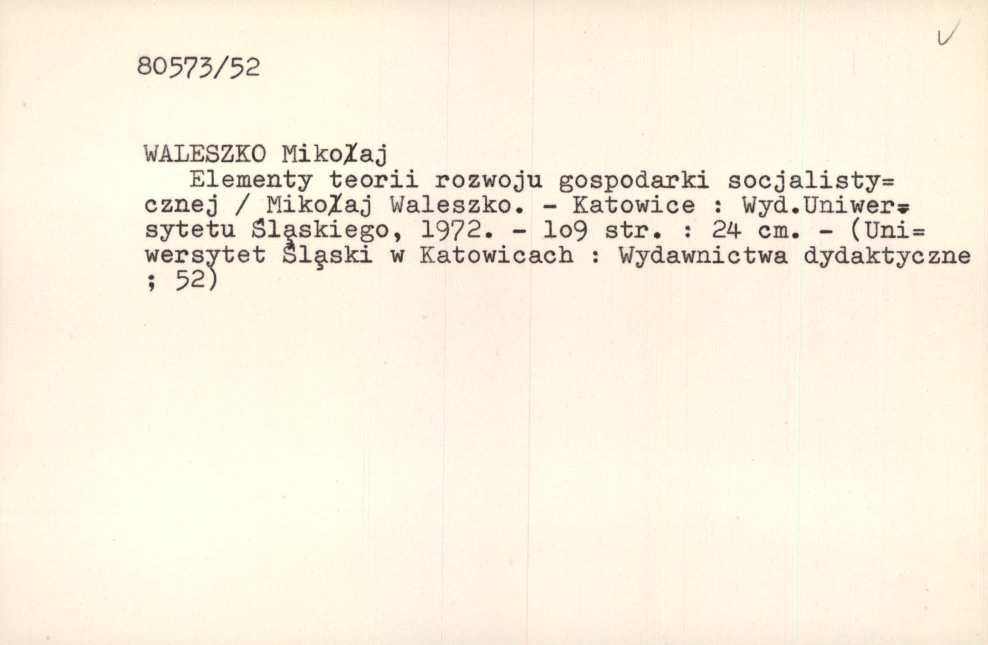 80573/52
WALESZKO Mikołaj
Elementy teorii rozwoju gospodarki socjalisty=
cznej / Mikołaj Waleszko. - Katowice : Wyd.Uniwer=
sytetu Śląskiego, 1972. - lo9 str. : 24 cm. - (Uni=
wersytet Śląski w Katowicach : Wydawnictwa dydaktyczne
; 52)